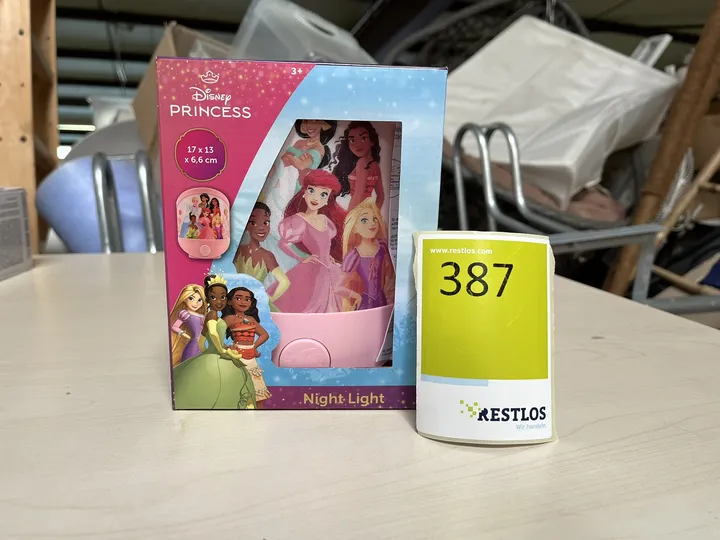 3+
Disney
PRINCESS
17 x 13
x 6,6 cm
Night Light
www.restlos.com
387
RESTLOS
Wir handeln.